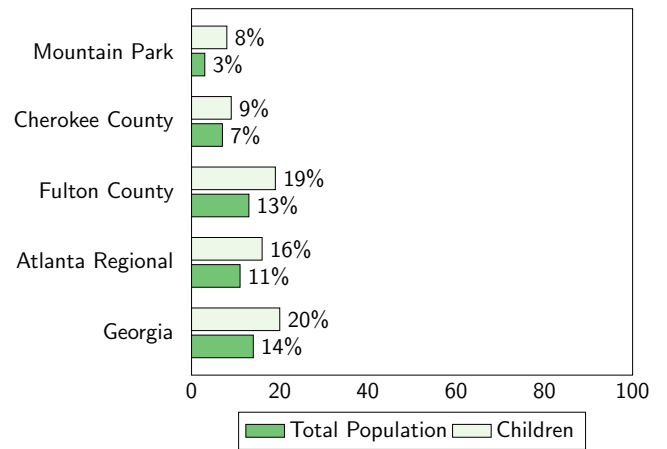 Mountain Park
8%
3%
Cherokee County
9%
7%
Fulton County
19%
13%
Atlanta Regional
16%
11%
Georgia
20%
14%
0 20 40 60 80 100
Total Population Children